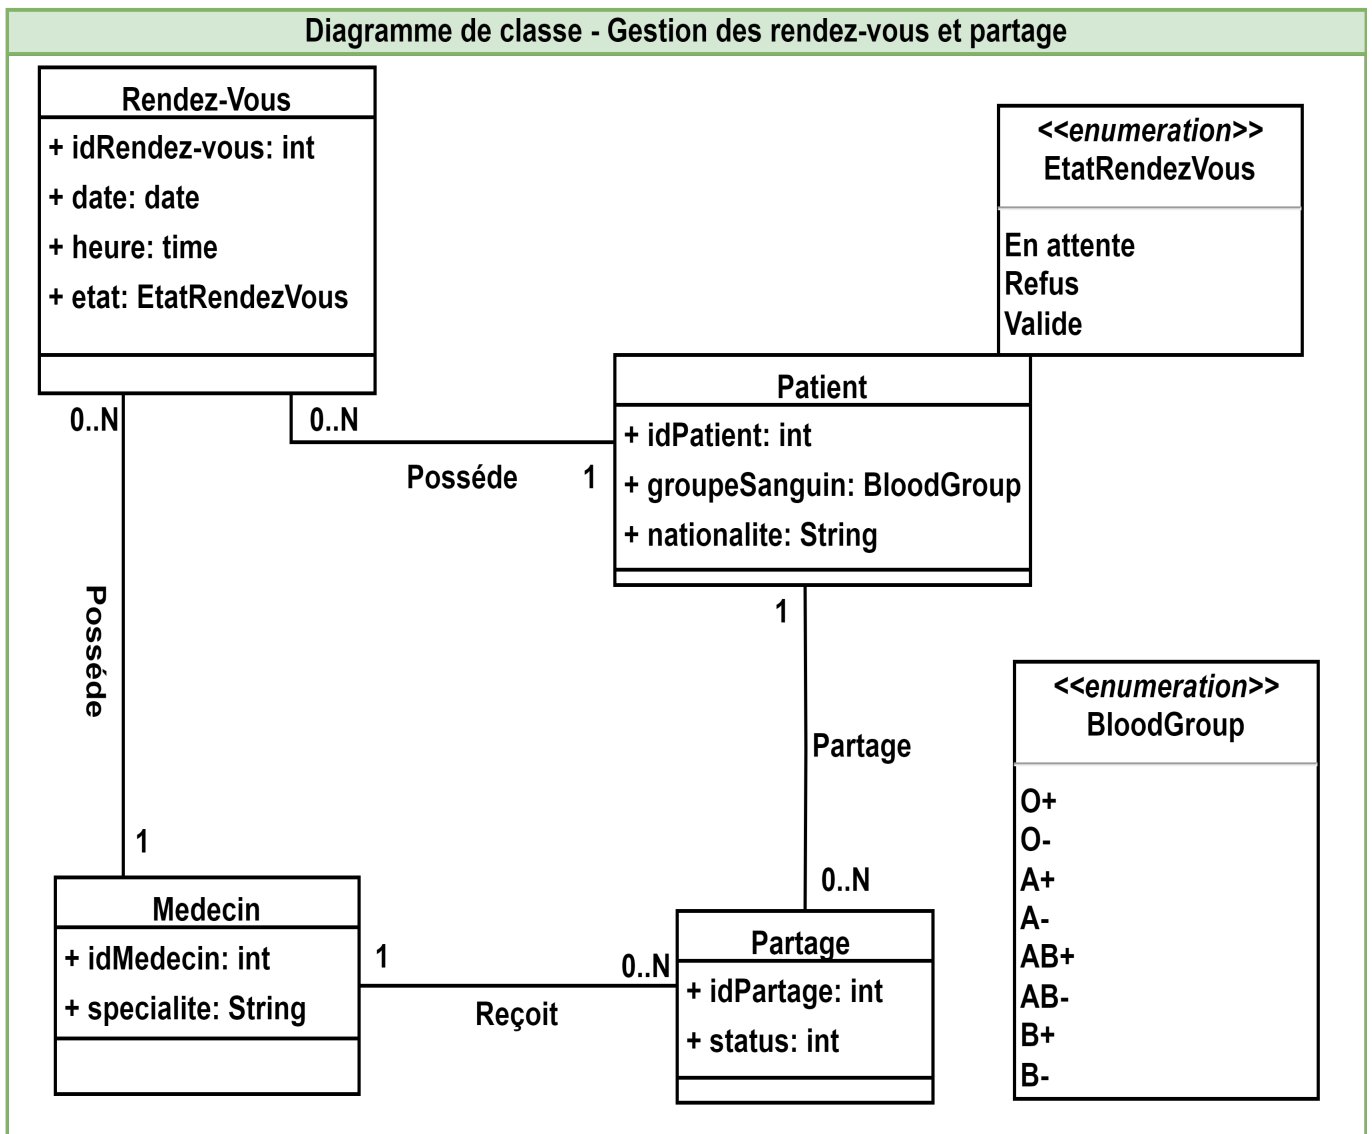 Diagramme de classe - Gestion des rendez-vous et partage
Rendez-Vous
+ idRendez-vous: int
+ date: date
+ heure: time
+ etat: EtatRendezVous
<<enumeration>>
EtatRendezVous
En attente
Refus
Valide
0..N
0..N
Posséde
1
Patient
+ idPatient: int
+ groupeSanguin: BloodGroup
+ nationalite: String
Posséde
1
1
Partage
0..N
<<enumeration>>
BloodGroup
O+
O-
A+
A-
AB+
AB-
B+
B-
Medecin
+ idMedecin: int
+ specialite: String
1
Reçoit
0..N
Partage
+ idPartage: int
+ status: int